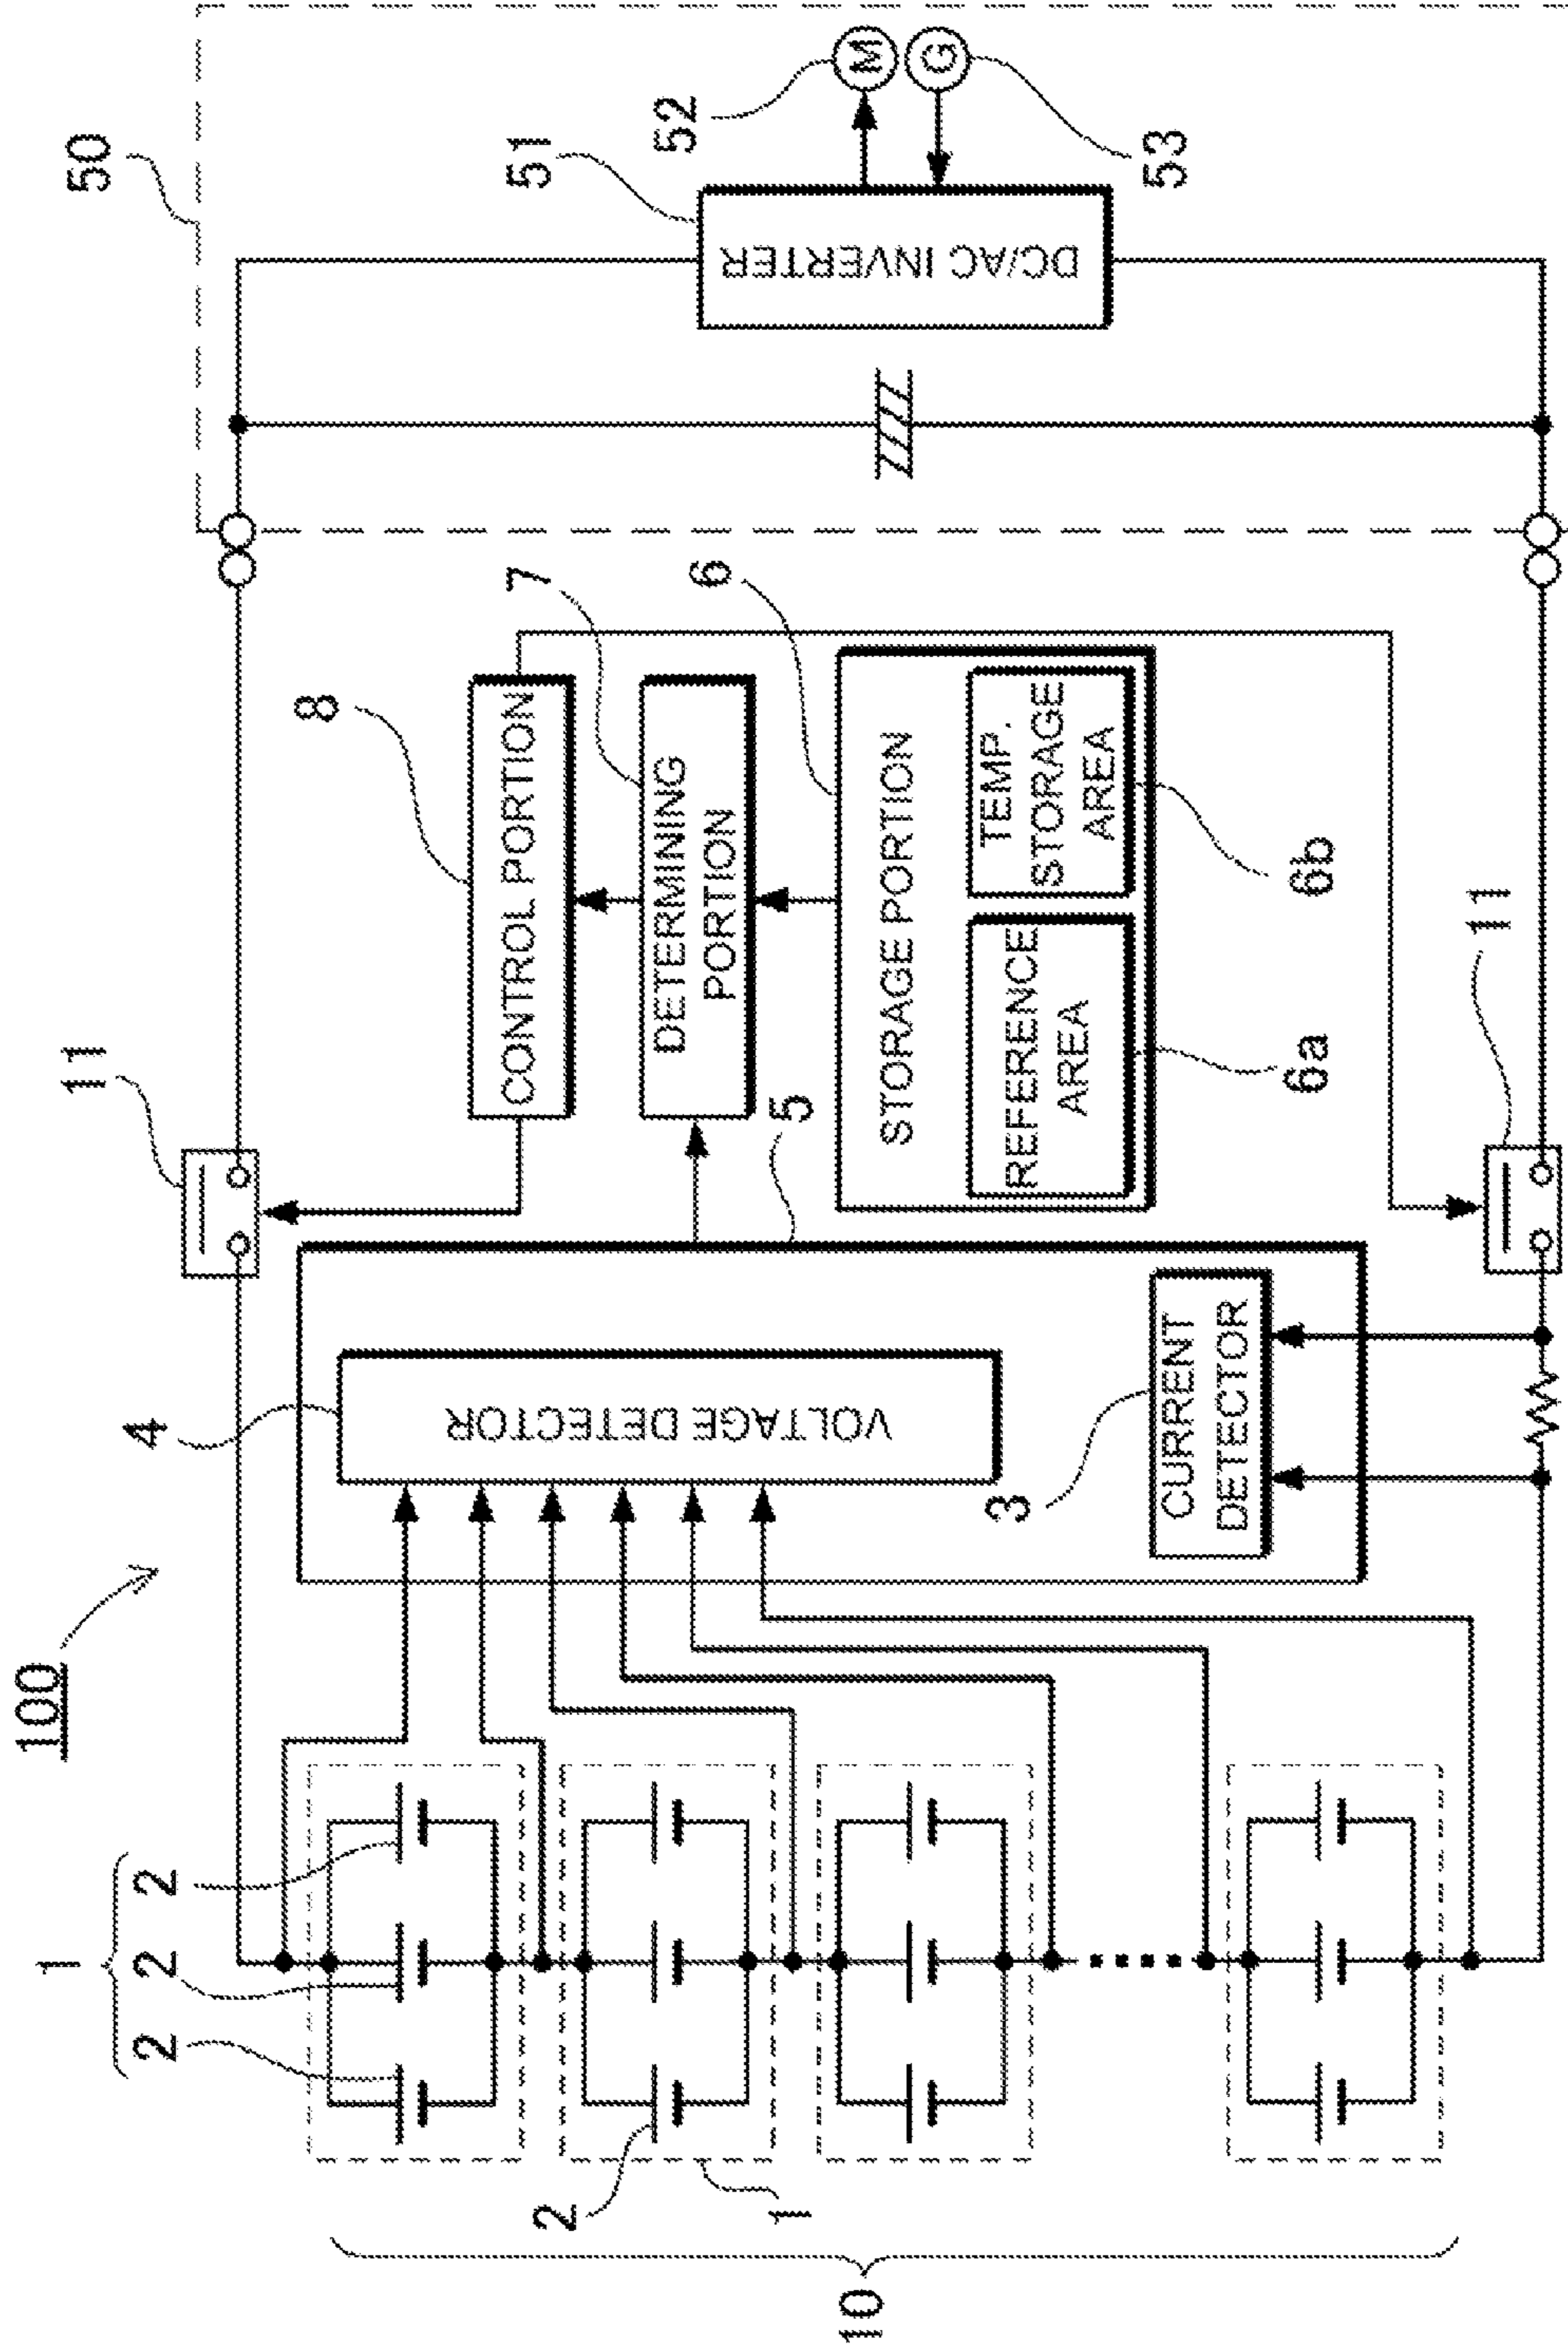 100
50
11
8
7
6
51
52
53
M
G
DC/AC INVERTER
CONTROL PORTION
DETERMINING
PORTION
STORAGE PORTION
REFERENCE
AREA
TEMP.
STORAGE
AREA
6a
6b
11
4
5
VOLTAGE DETECTOR
3
CURRENT
DETECTOR
1
2
2
2
2
1
10